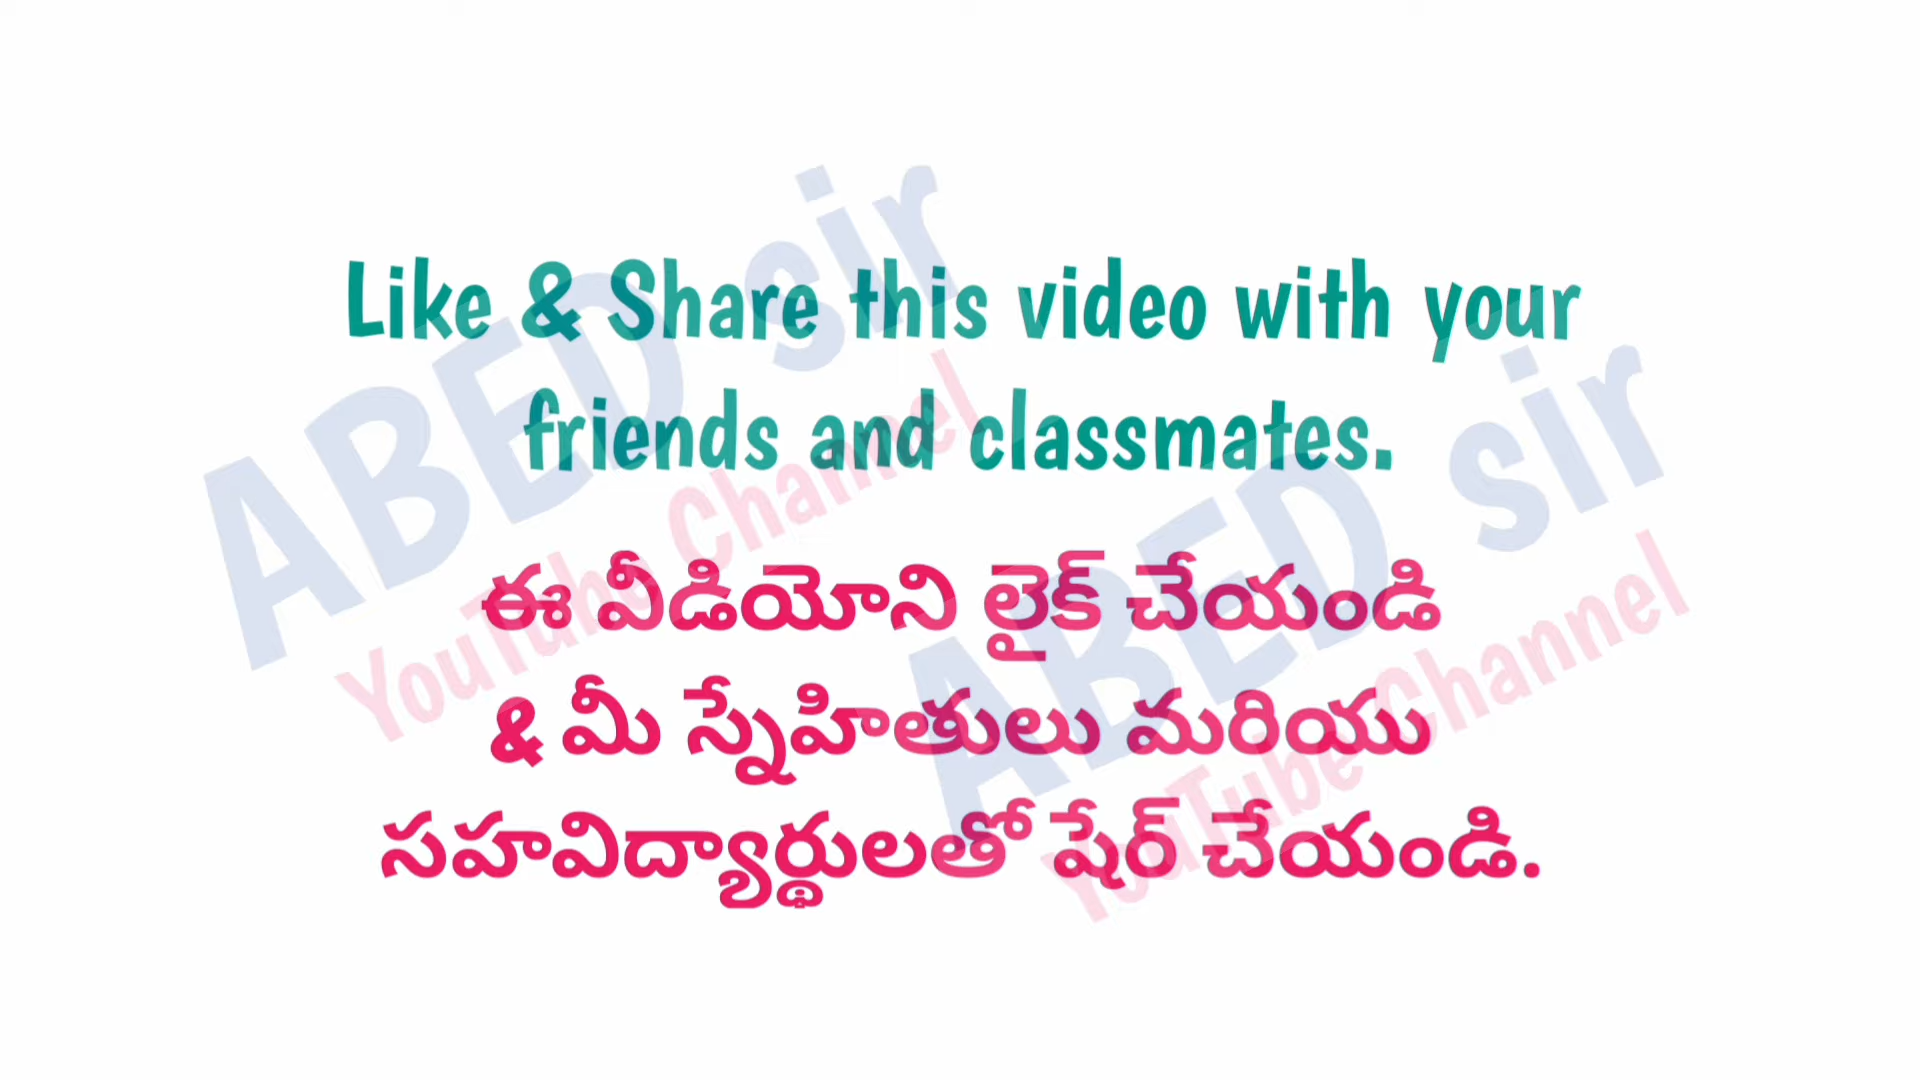 Like & Share this video with your
friends and classmates.
ఈ వీడియోని లైక్ చేయండి
& మీ స్నేహితులు మరియు
సహవిద్యార్థులతో షేర్ చేయండి.
ABED sir
YouTube Channel
ABED sir
YouTube Channel